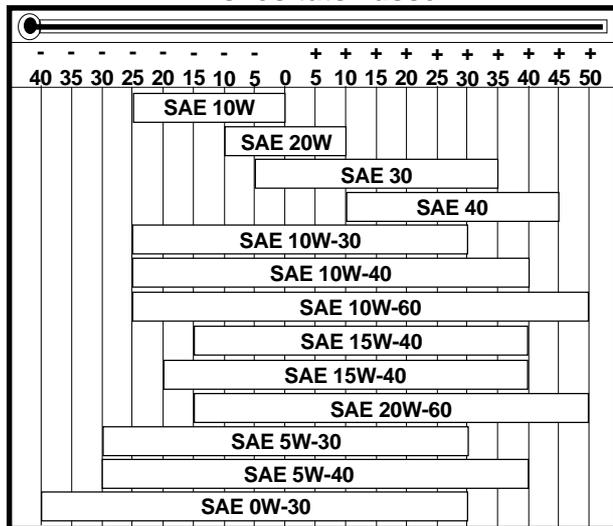 - - - - - - - - + + + + + + + + + +
40 35 30 25 20 15 10 5 0 5 10 15 20 25 30 35 40 45 50
SAE 10W
SAE 20W
SAE 30
SAE 40
SAE 10W-30
SAE 10W-40
SAE 10W-60
SAE 15W-40
SAE 15W-40
SAE 20W-60
SAE 5W-30
SAE 5W-40
SAE 0W-30